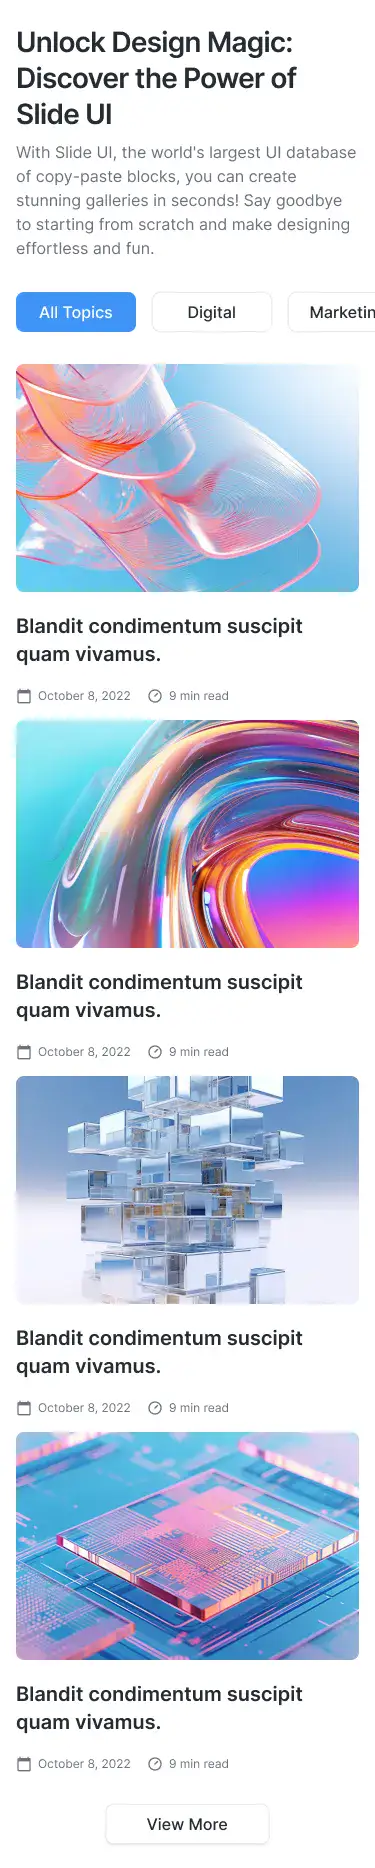 Unlock Design Magic:
Discover the Power of
Slide UI
With Slide UI, the world's largest UI database
of copy-paste blocks, you can create
stunning galleries in seconds! Say goodbye
to starting from scratch and make designing
effortless and fun.
All Topics Digital Marketin
Blandit condimentum suscipit
quam vivamus.
October 8, 2022 9 min read
Blandit condimentum suscipit
quam vivamus.
October 8, 2022 9 min read
Blandit condimentum suscipit
quam vivamus.
October 8, 2022 9 min read
Blandit condimentum suscipit
quam vivamus.
October 8, 2022 9 min read
View More